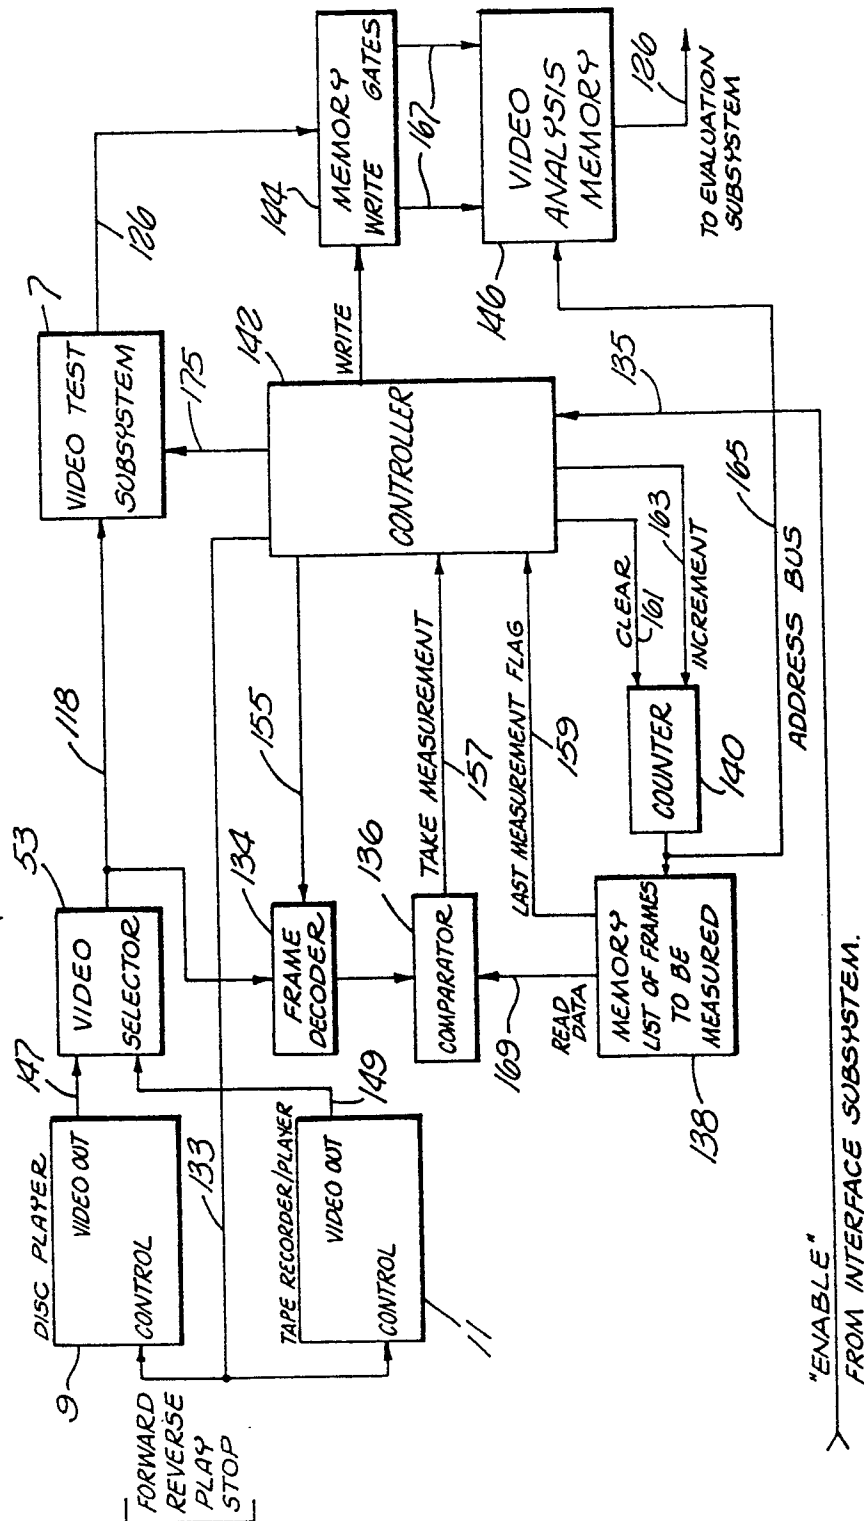 DISC PLAYER
9
VIDEO OUT
CONTROL
147
FORWARD
REVERSE
PLAY
STOP
133
TAPE RECORDER/PLAYER
VIDEO OUT
CONTROL
149
11
53
VIDEO
SELECTOR
118
7
VIDEO TEST
SUBSYSTEM
126
175
155
134
FRAME
DECODER
136
COMPARATOR
TAKE MEASUREMENT
157
142
CONTROLLER
WRITE
144
MEMORY
WRITE GATES
167
146
VIDEO
ANALYSIS
MEMORY
126
TO EVALUATION
SUBSYSTEM
LAST MEASUREMENT FLAG
159
169
READ
DATA
MEMORY
LIST OF FRAMES
TO BE
MEASURED
138
CLEAR
161
163
INCREMENT
COUNTER
140
135
165
ADDRESS BUS
"ENABLE"
FROM INTERFACE SUBSYSTEM.